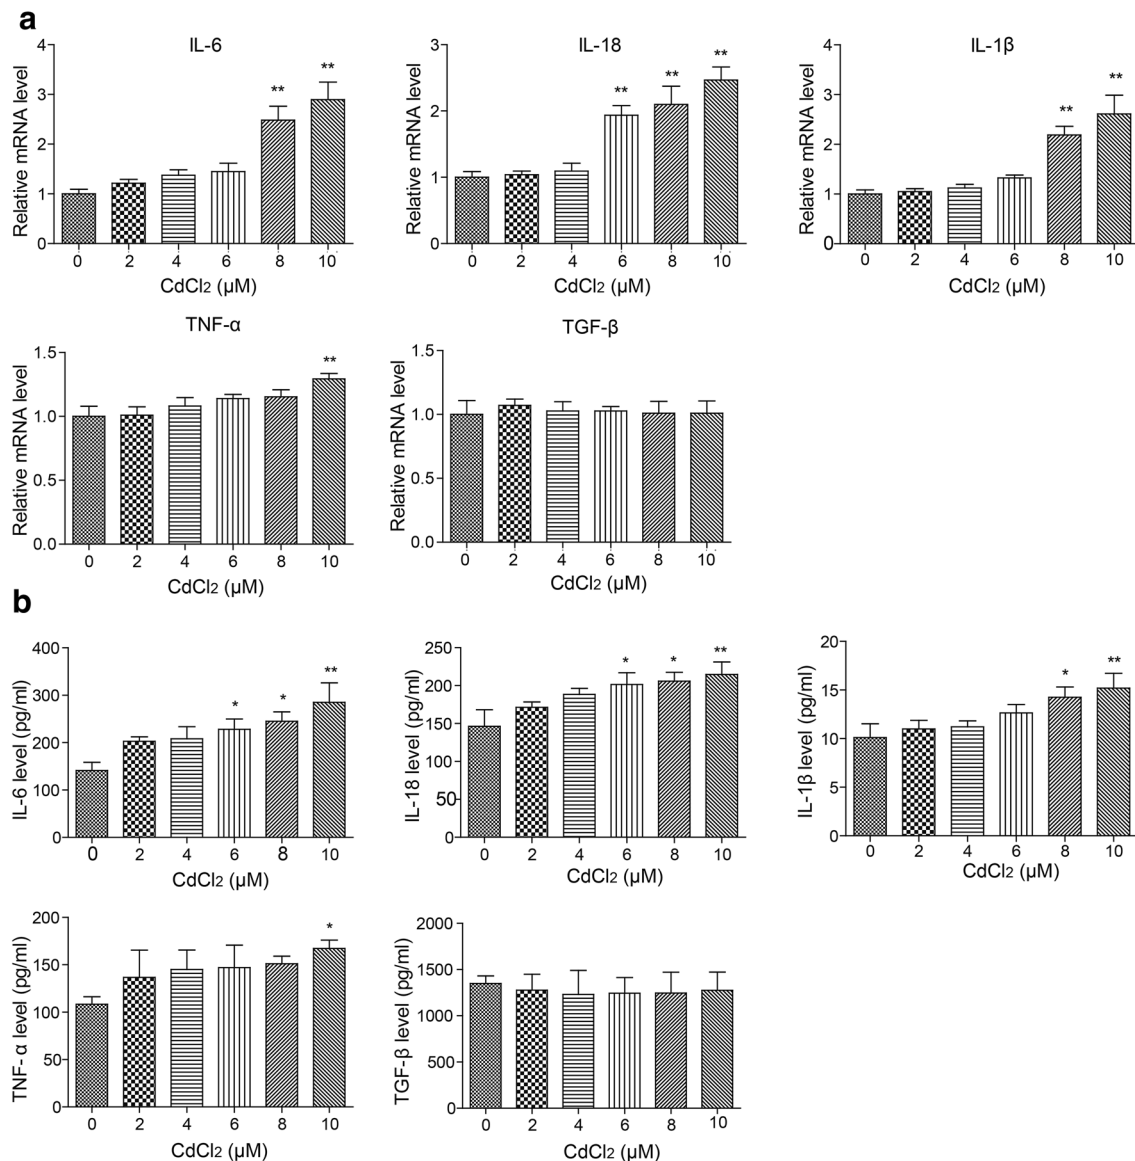 a
IL-6
Relative mRNA level
4
3
2
1
0
** **
0 2 4 6 8 10
CdCl2 (µM)
IL-18
Relative mRNA level
3
2
1
0
** ** **
0 2 4 6 8 10
CdCl2 (µM)
IL-1β
Relative mRNA level
4
3
2
1
0
** **
0 2 4 6 8 10
CdCl2 (µM)
TNF-α
Relative mRNA level
1.5
1.0
0.5
0.0
**
0 2 4 6 8 10
CdCl2 (µM)
TGF-β
Relative mRNA level
1.5
1.0
0.5
0.0
0 2 4 6 8 10
CdCl2 (µM)
b
IL-6 level (pg/ml)
400
300
200
100
0
* * **
0 2 4 6 8 10
CdCl2 (µM)
IL-18 level (pg/ml)
250
200
150
100
50
0
* * **
0 2 4 6 8 10
CdCl2 (µM)
IL-1β level (pg/ml)
20
15
10
5
0
* **
0 2 4 6 8 10
CdCl2 (µM)
TNF- α level (pg/ml)
200
150
100
50
0
*
0 2 4 6 8 10
CdCl2 (µM)
TGF-β level (pg/ml)
2000
1500
1000
500
0
0 2 4 6 8 10
CdCl2 (µM)